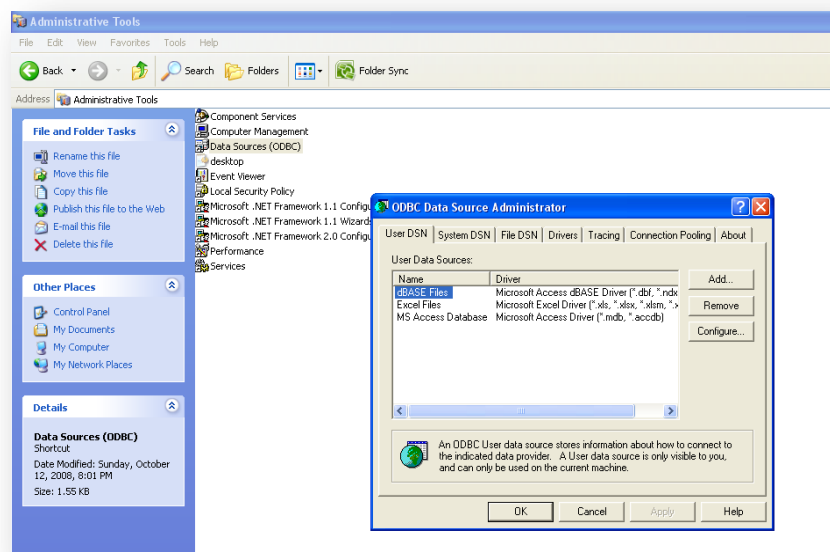 Administrative Tools
File Edit View Favorites Tools Help
Back Search Folders Folder Sync
Address Administrative Tools
File and Folder Tasks
Rename this file
Move this file
Copy this file
Publish this file to the Web
E-mail this file
Delete this file
Other Places
Control Panel
My Documents
My Computer
My Network Places
Details
Data Sources (ODBC)
Shortcut
Date Modified: Sunday, October
12, 2008, 8:01 PM
Size: 1.55 KB
Component Services
Computer Management
Data Sources (ODBC)
desktop
Event Viewer
Local Security Policy
Microsoft .NET Framework 1.1 Configu
Microsoft .NET Framework 1.1 Wizards
Microsoft .NET Framework 2.0 Configu
Performance
Services
ODBC Data Source Administrator
User DSN System DSN File DSN Drivers Tracing Connection Pooling About
User Data Sources:
Name Driver
dBASE Files Microsoft Access dBASE Driver (*.dbf, *.ndx
Excel Files Microsoft Excel Driver (*.xls, *.xlsx, *.xlsm, *.x
MS Access Database Microsoft Access Driver (*.mdb, *.accdb)
Add...
Remove
Configure...
An ODBC User data source stores information about how to connect to
the indicated data provider. A User data source is only visible to you,
and can only be used on the current machine.
OK Cancel Apply Help